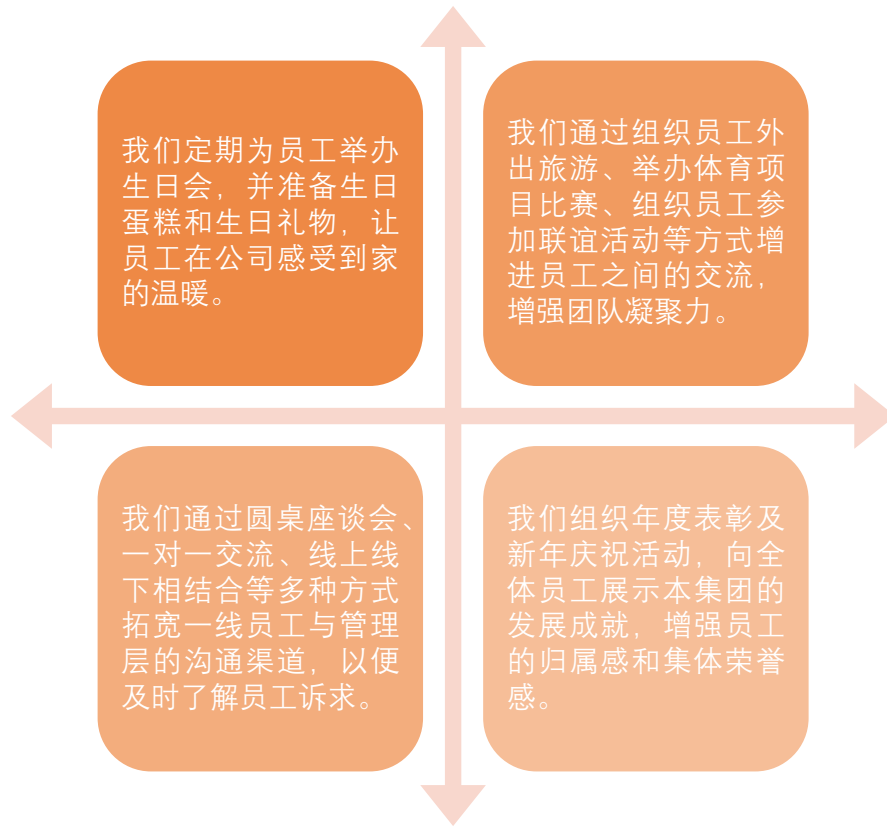 我们定期为员工举办
生日会，并准备生日
蛋糕和生日礼物，让
员工在公司感受到家
的温暖。
我们通过组织员工外
出旅游、举办体育项
目比赛、组织员工参
加联谊活动等方式增
进员工之间的交流，
增强团队凝聚力。
我们通过圆桌座谈会、
一对一交流、线上线
下相结合等多种方式
拓宽一线员工与管理
层的沟通渠道，以便
及时了解员工诉求。
我们组织年度表彰及
新年庆祝活动，向全
体员工展示本集团的
发展成就，增强员工
的归属感和集体荣誉
感。